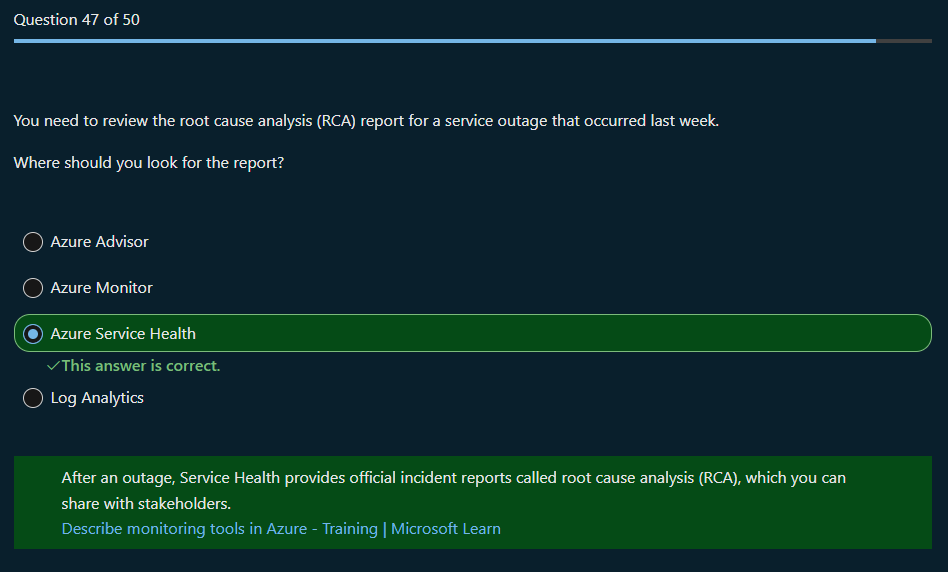 Question 47 of 50
You need to review the root cause analysis (RCA) report for a service outage that occurred last week.
Where should you look for the report?
Azure Advisor
Azure Monitor
Azure Service Health
This answer is correct.
Log Analytics
After an outage, Service Health provides official incident reports called root cause analysis (RCA), which you can
share with stakeholders.
Describe monitoring tools in Azure - Training | Microsoft Learn